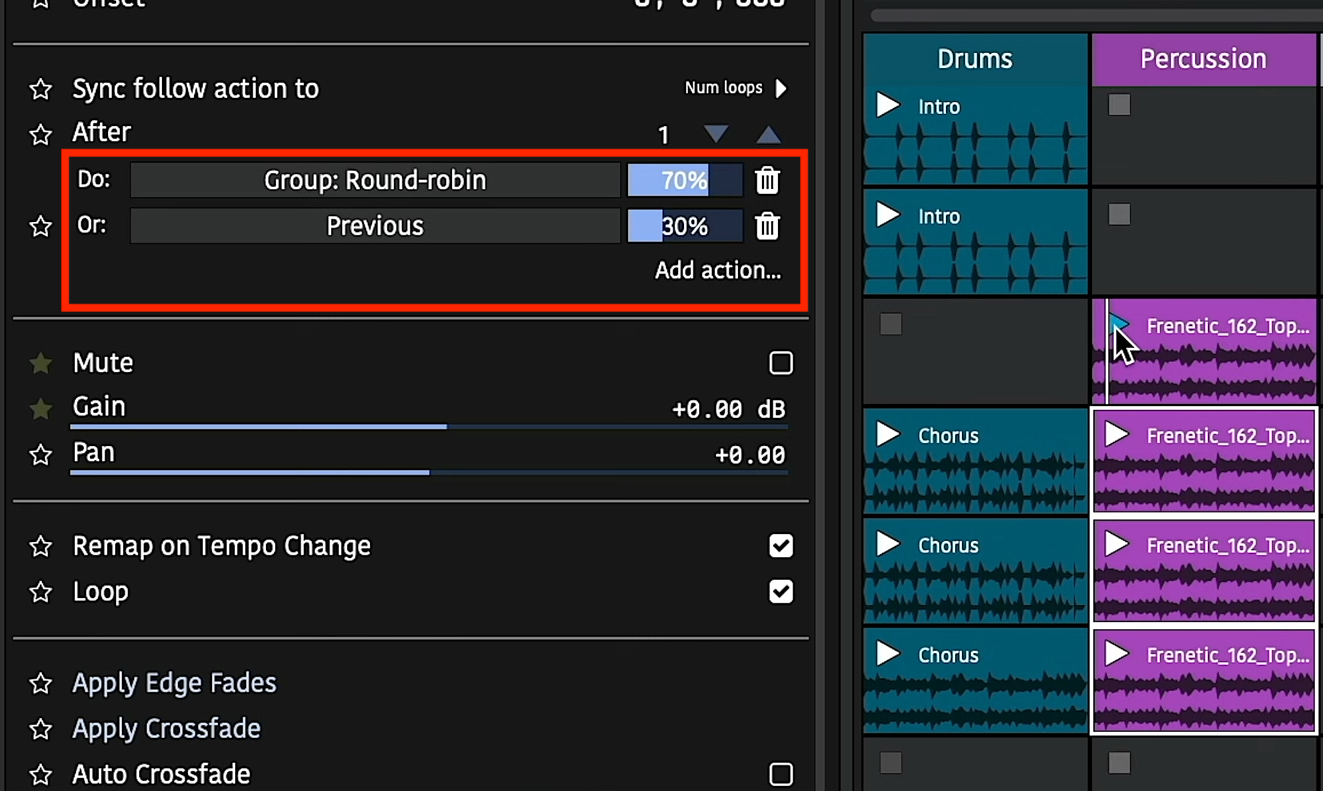 Offset
Sync follow action to Num loops
After 1
Do: Group: Round-robin 70%
Or: Previous 30%
Add action...
Mute
Gain +0.00 dB
Pan +0.00
Remap on Tempo Change
Loop
Apply Edge Fades
Apply Crossfade
Auto Crossfade
Drums Percussion
Intro
Intro
Frenetic_162_Top...
Chorus Frenetic_162_Top...
Chorus Frenetic_162_Top...
Chorus Frenetic_162_Top...